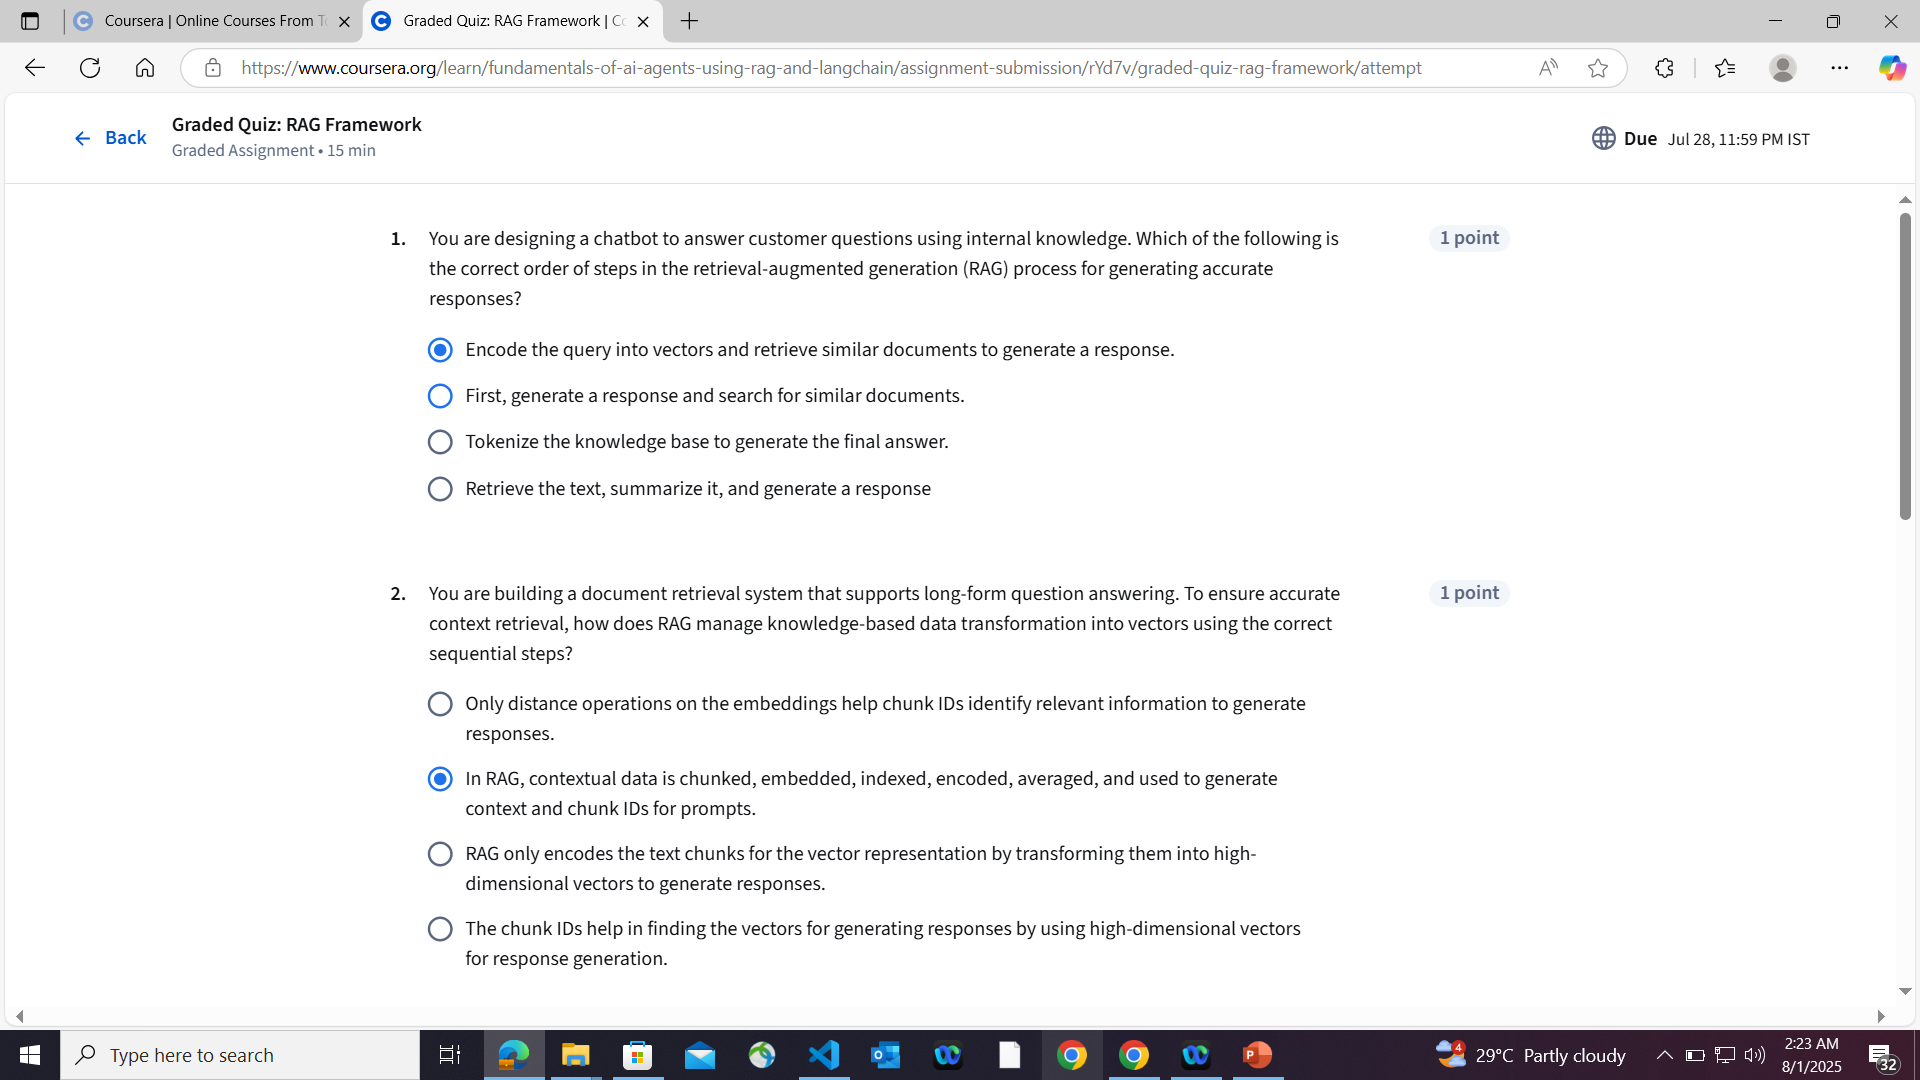 Coursera | Online Courses From T
Graded Quiz: RAG Framework | Co
https://www.coursera.org/learn/fundamentals-of-ai-agents-using-rag-and-langchain/assignment-submission/rYd7v/graded-quiz-rag-framework/attempt
Back
Graded Quiz: RAG Framework
Graded Assignment • 15 min
Due Jul 28, 11:59 PM IST
1. You are designing a chatbot to answer customer questions using internal knowledge. Which of the following is
1 point
the correct order of steps in the retrieval-augmented generation (RAG) process for generating accurate
responses?
Encode the query into vectors and retrieve similar documents to generate a response.
First, generate a response and search for similar documents.
Tokenize the knowledge base to generate the final answer.
Retrieve the text, summarize it, and generate a response
2. You are building a document retrieval system that supports long-form question answering. To ensure accurate
1 point
context retrieval, how does RAG manage knowledge-based data transformation into vectors using the correct
sequential steps?
Only distance operations on the embeddings help chunk IDs identify relevant information to generate
responses.
In RAG, contextual data is chunked, embedded, indexed, encoded, averaged, and used to generate
context and chunk IDs for prompts.
RAG only encodes the text chunks for the vector representation by transforming them into high-
dimensional vectors to generate responses.
The chunk IDs help in finding the vectors for generating responses by using high-dimensional vectors
for response generation.
Type here to search
4
29°C Partly cloudy
2:23 AM
8/1/2025
32